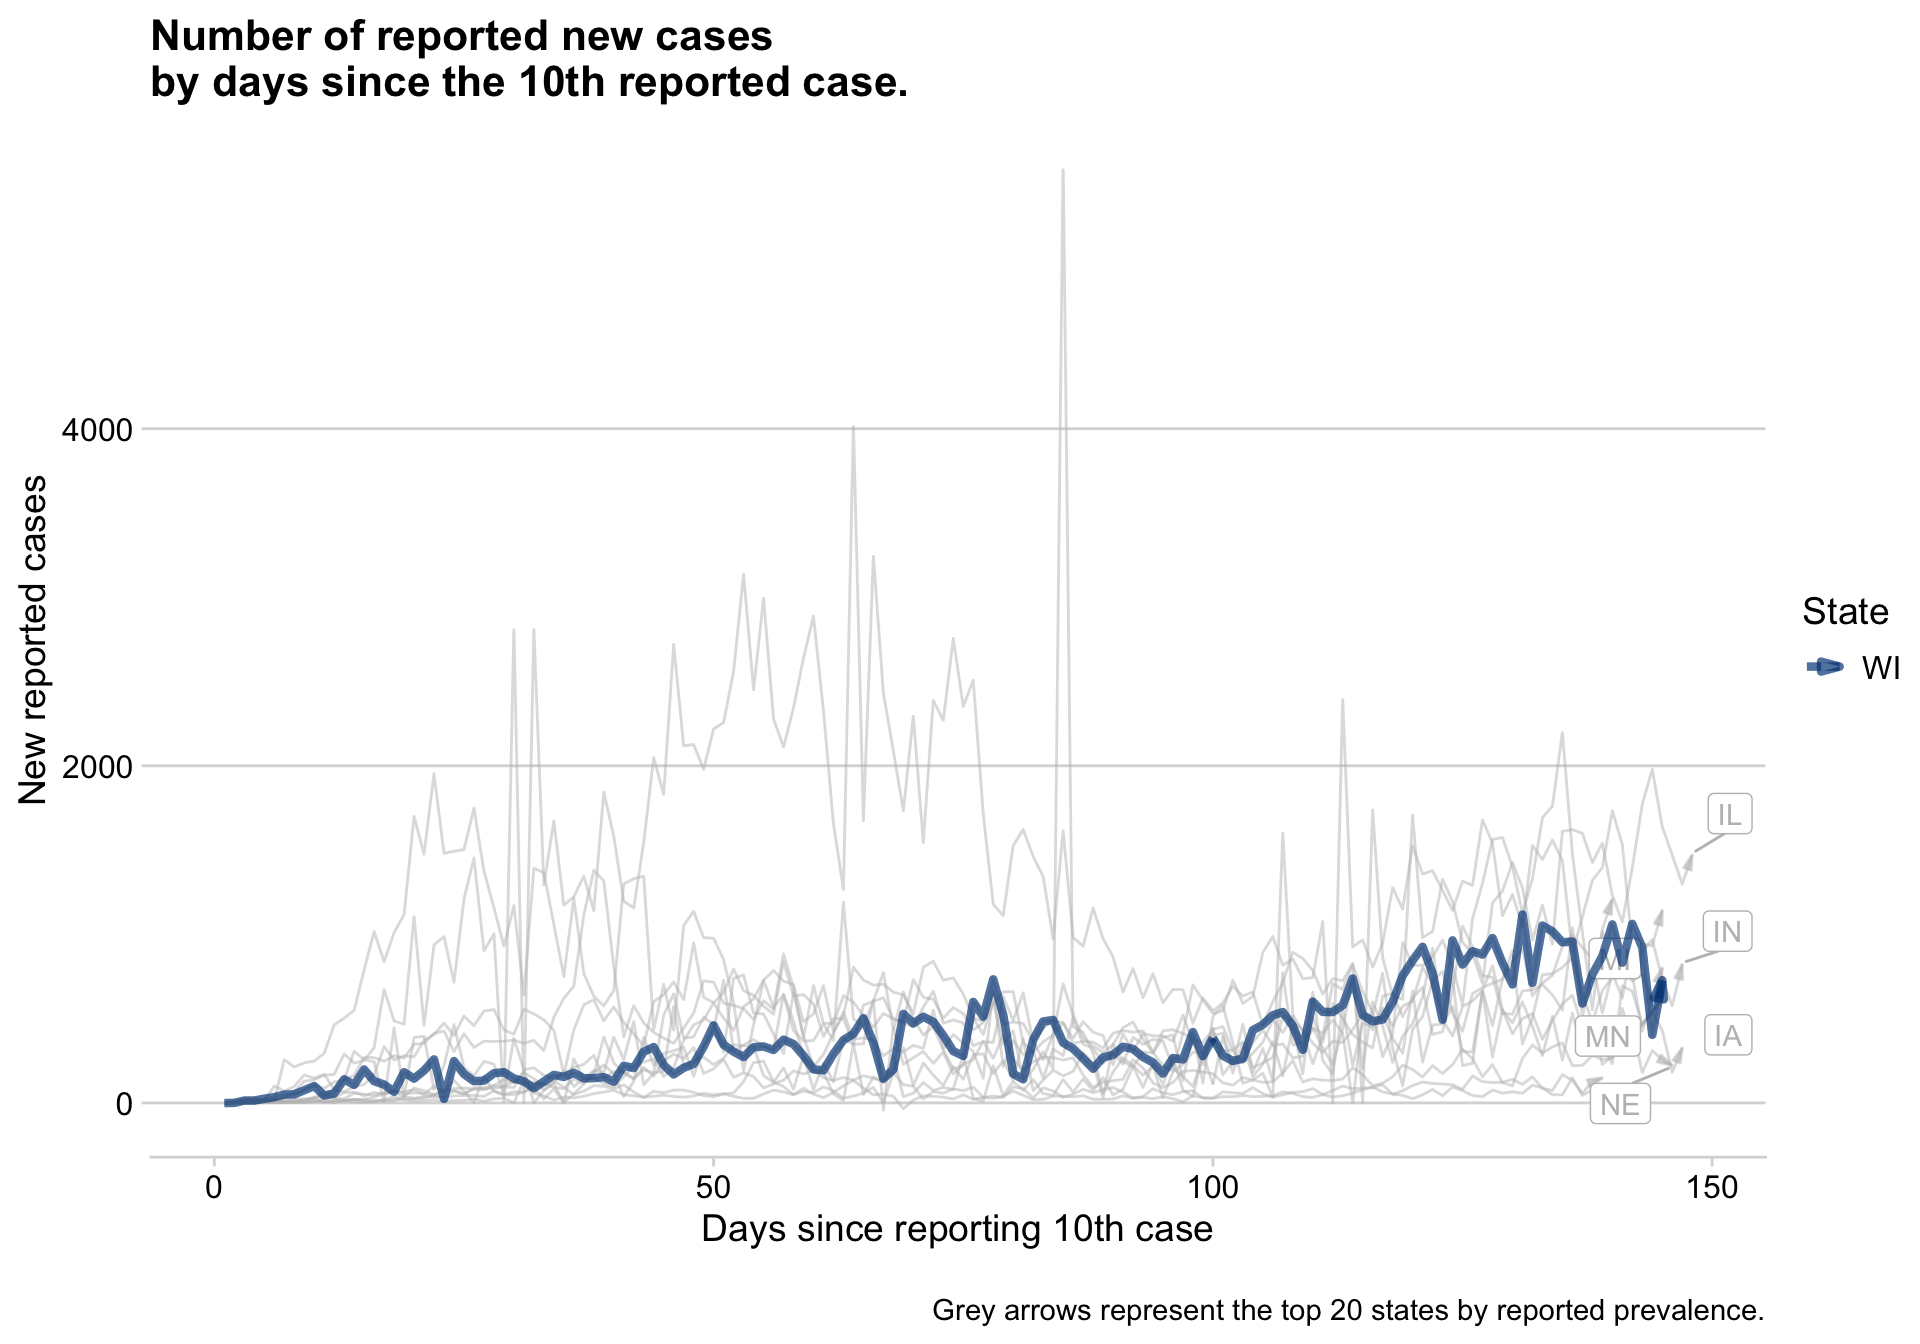 Number of reported new cases
by days since the 10th reported case.
New reported cases
4000
2000
0
0
50
100
150
Days since reporting 10th case
IL
IN
MI
MN
IA
NE
State
WI
Grey arrows represent the top 20 states by reported prevalence.